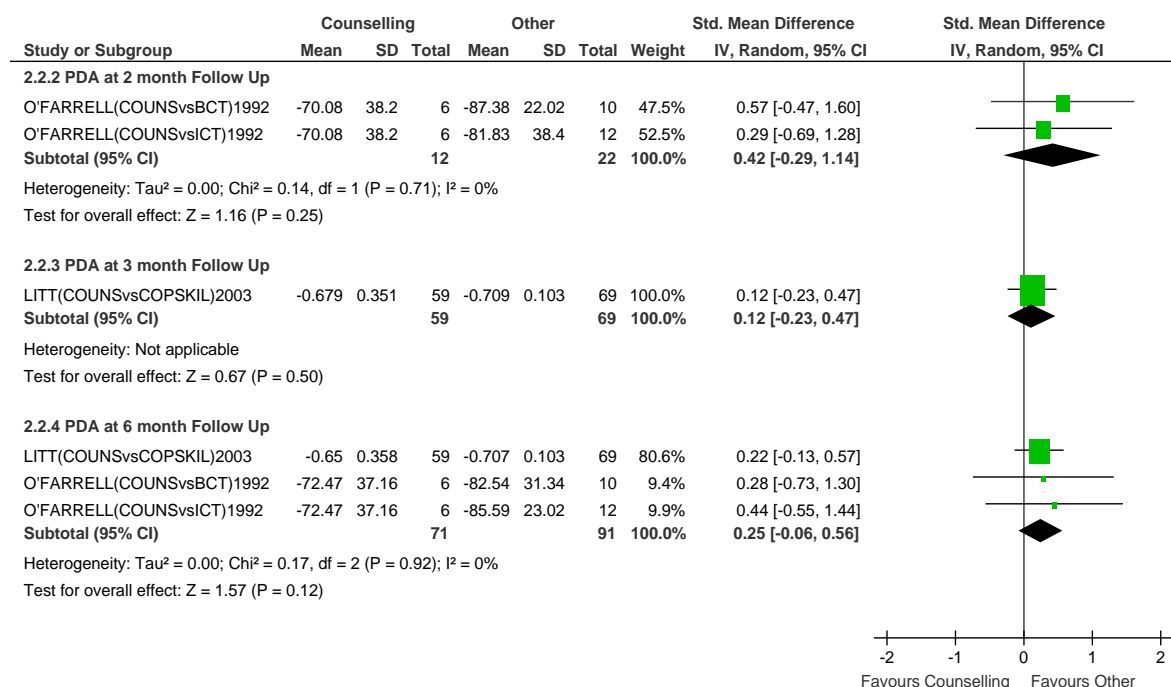 Counselling Other Std. Mean Difference Std. Mean Difference
Study or Subgroup Mean SD Total Mean SD Total Weight IV, Random, 95% CI IV, Random, 95% CI
2.2.2 PDA at 2 month Follow Up
O'FARRELL(COUNSvsBCT)1992 -70.08 38.2 6 -87.38 22.02 10 47.5% 0.57 [-0.47, 1.60]
O'FARRELL(COUNSvsICT)1992 -70.08 38.2 6 -81.83 38.4 12 52.5% 0.29 [-0.69, 1.28]
Subtotal (95% CI) 12 22 100.0% 0.42 [-0.29, 1.14]
Heterogeneity: Tau² = 0.00; Chi² = 0.14, df = 1 (P = 0.71); I² = 0%
Test for overall effect: Z = 1.16 (P = 0.25)
2.2.3 PDA at 3 month Follow Up
LITT(COUNSvsCOPSKIL)2003 -0.679 0.351 59 -0.709 0.103 69 100.0% 0.12 [-0.23, 0.47]
Subtotal (95% CI) 59 69 100.0% 0.12 [-0.23, 0.47]
Heterogeneity: Not applicable
Test for overall effect: Z = 0.67 (P = 0.50)
2.2.4 PDA at 6 month Follow Up
LITT(COUNSvsCOPSKIL)2003 -0.65 0.358 59 -0.707 0.103 69 80.6% 0.22 [-0.13, 0.57]
O'FARRELL(COUNSvsBCT)1992 -72.47 37.16 6 -82.54 31.34 10 9.4% 0.28 [-0.73, 1.30]
O'FARRELL(COUNSvsICT)1992 -72.47 37.16 6 -85.59 23.02 12 9.9% 0.44 [-0.55, 1.44]
Subtotal (95% CI) 71 91 100.0% 0.25 [-0.06, 0.56]
Heterogeneity: Tau² = 0.00; Chi² = 0.17, df = 2 (P = 0.92); I² = 0%
Test for overall effect: Z = 1.57 (P = 0.12)
-2 -1 0 1 2
Favours Counselling Favours Other